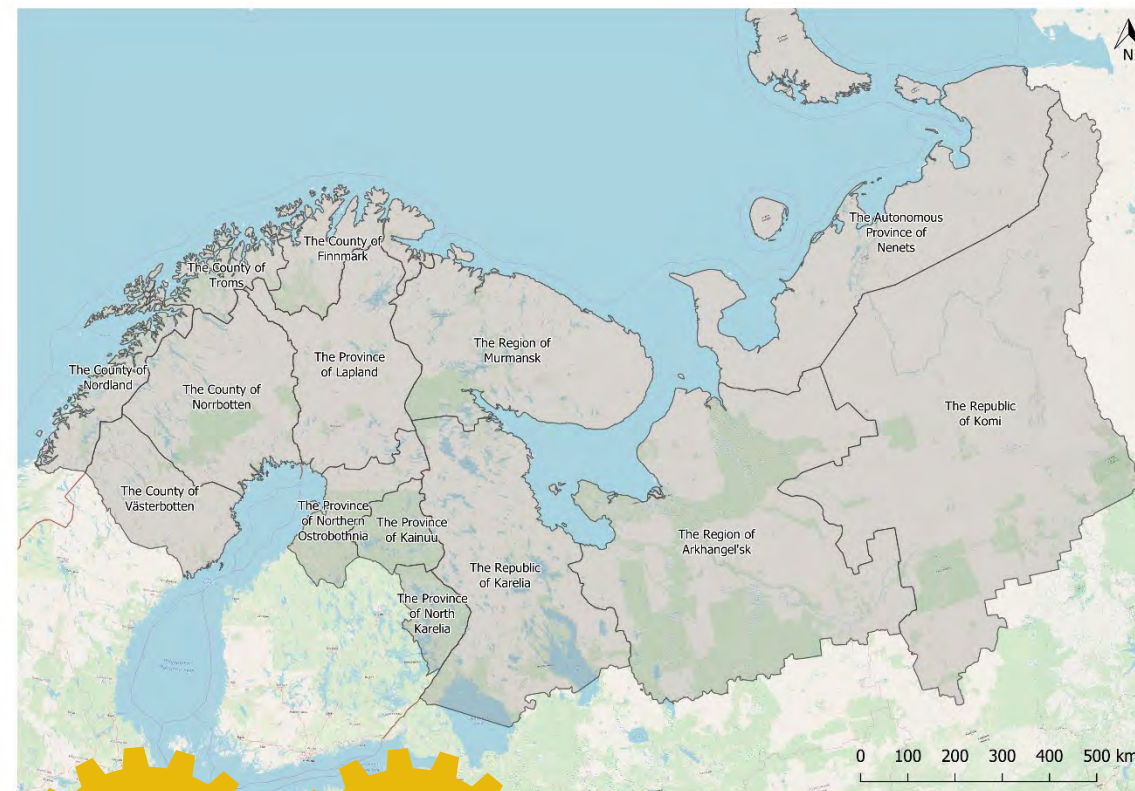 N
The Autonomous
Province of
Nenets
The County of
Finnmark
The County of
Troms
The Region of
Murmansk
The Province
of Lapland
The County of
Nordland
The County of
Norrbotten
The Republic
of Komi
The County of
Västerbotten
The Province
of Northern
Ostrobothnia
The Province
of Kainuu
The Region of
Arkhangel'sk
The Republic
of Karelia
The Province
of North
Karelia
0 100 200 300 400 500 km